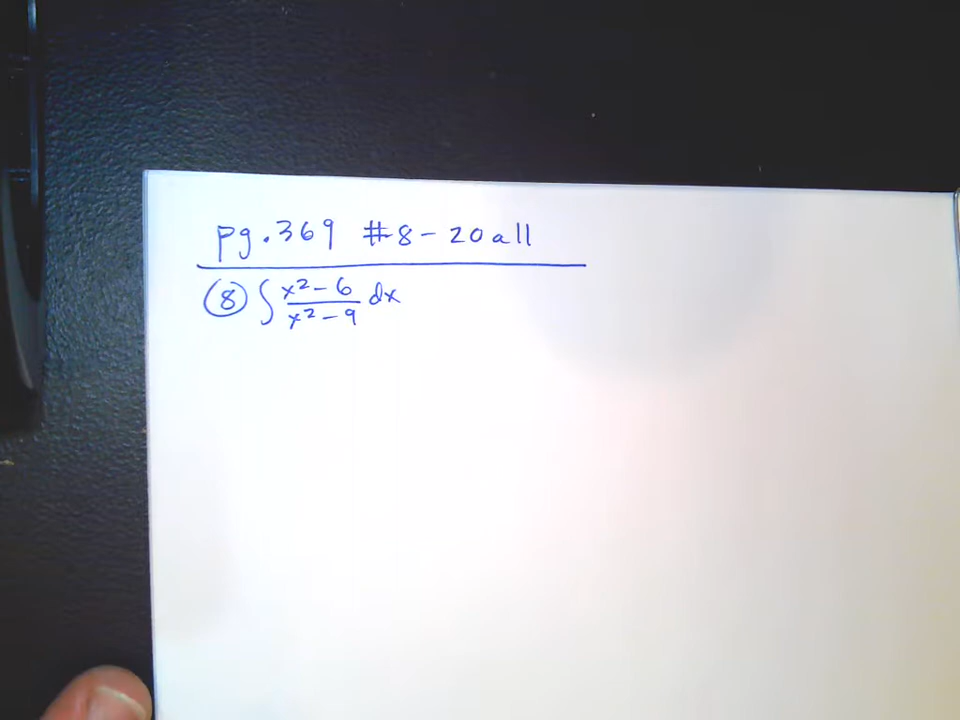 pg.369 #8-20 all
⑧ ∫ (x²-6)/(x²-9) dx